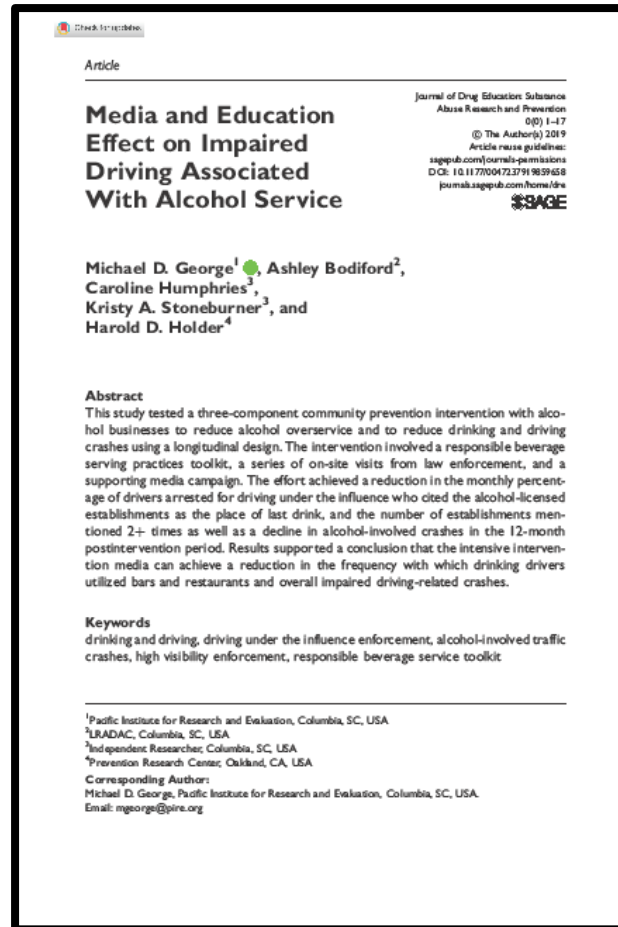 Check for updates
Article
Media and Education
Effect on Impaired
Driving Associated
With Alcohol Service
Journal of Drug Education: Substance
Abuse Research and Prevention
0(0) 1–17
© The Author(s) 2019
Article reuse guidelines:
sagepub.com/journals-permissions
DOI: 10.1177/0047237919859658
journals.sagepub.com/home/dre
SAGE
Michael D. George1, Ashley Bodiford2,
Caroline Humphries3,
Kristy A. Stoneburner3, and
Harold D. Holder4
Abstract
This study tested a three-component community prevention intervention with alco-
hol businesses to reduce alcohol overservice and to reduce drinking and driving
crashes using a longitudinal design. The intervention involved a responsible beverage
serving practices toolkit, a series of on-site visits from law enforcement, and a
supporting media campaign. The effort achieved a reduction in the monthly percent-
age of drivers arrested for driving under the influence who cited the alcohol-licensed
establishments as the place of last drink, and the number of establishments men-
tioned 2+ times as well as a decline in alcohol-involved crashes in the 12-month
postintervention period. Results supported a conclusion that the intensive interven-
tion media can achieve a reduction in the frequency with which drinking drivers
utilized bars and restaurants and overall impaired driving-related crashes.
Keywords
drinking and driving, driving under the influence enforcement, alcohol-involved traffic
crashes, high visibility enforcement, responsible beverage service toolkit
1Pacific Institute for Research and Evaluation, Columbia, SC, USA
2LRADAC, Columbia, SC, USA
3Independent Researcher, Columbia, SC, USA
4Prevention Research Center, Oakland, CA, USA
Corresponding Author:
Michael D. George, Pacific Institute for Research and Evaluation, Columbia, SC, USA.
Email: mgeorge@pire.org